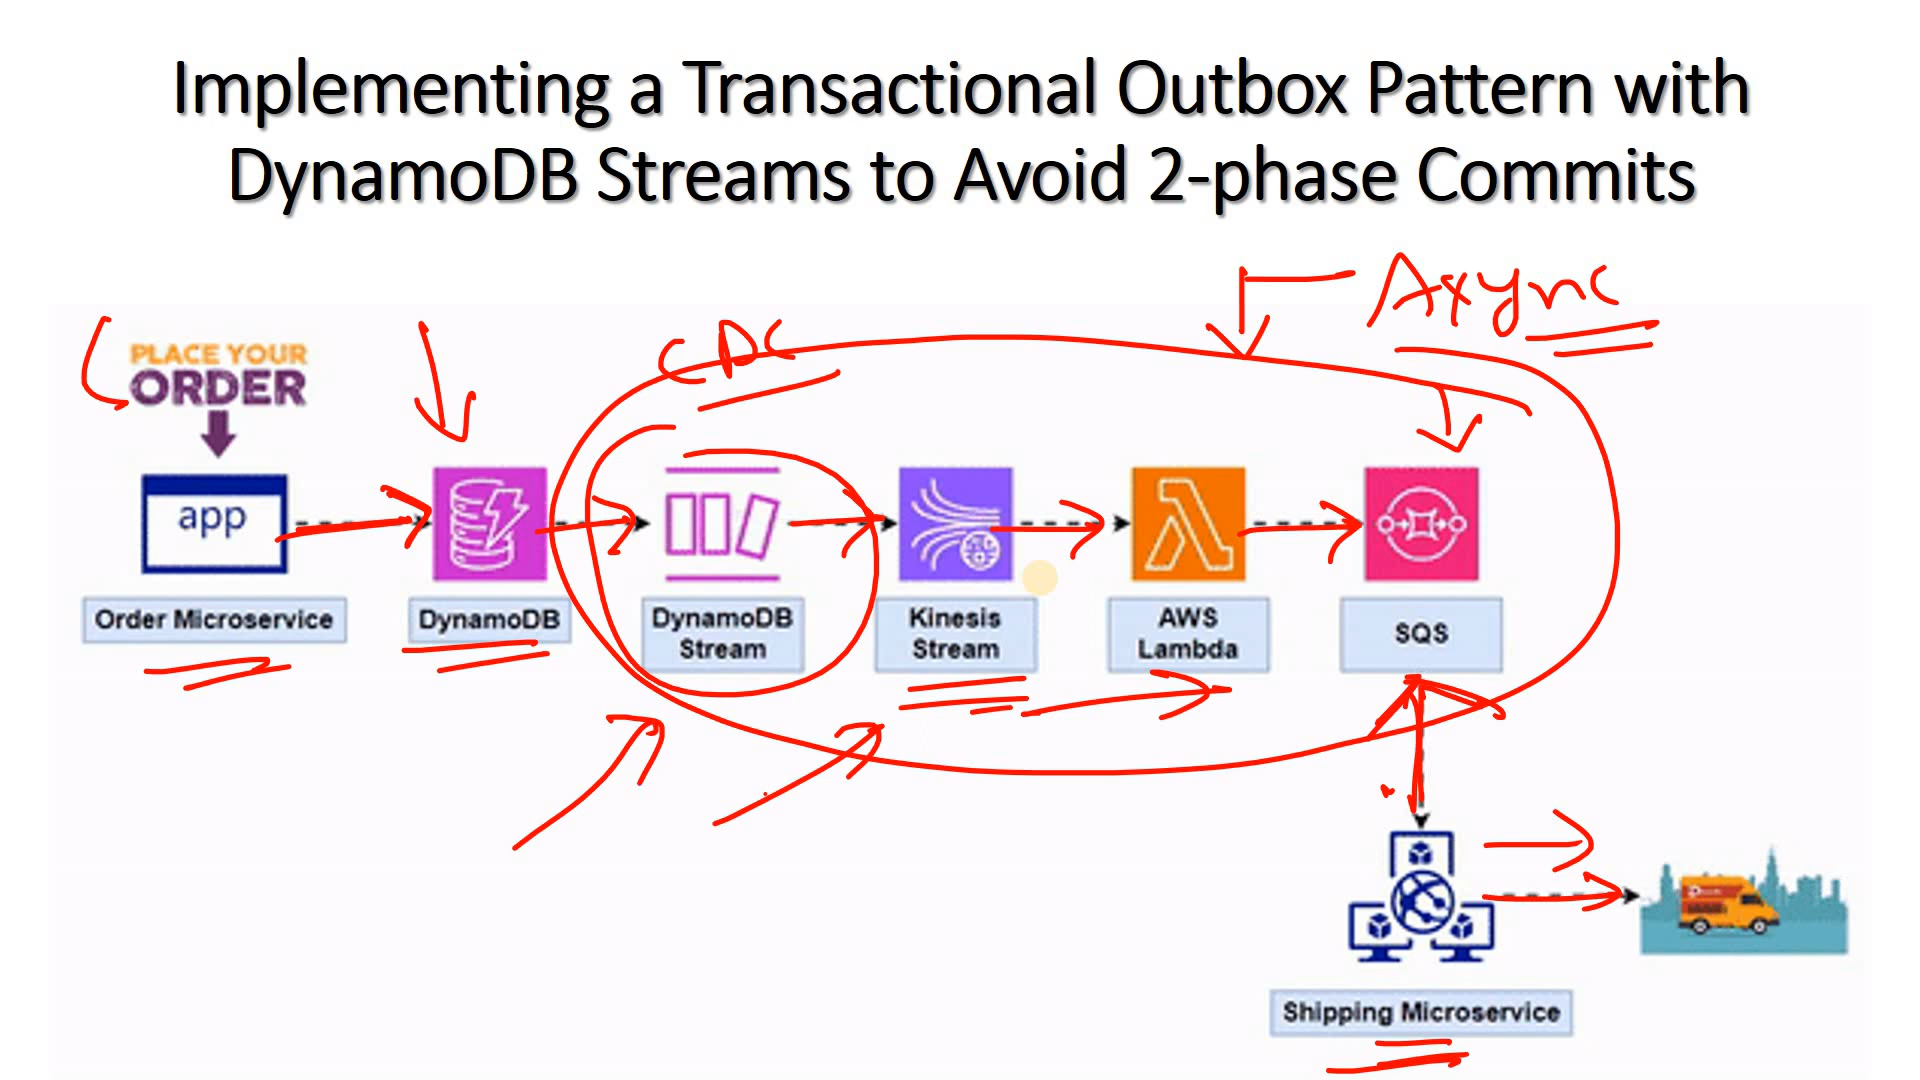 Implementing a Transactional Outbox Pattern with
DynamoDB Streams to Avoid 2-phase Commits
Async
CDC
PLACE YOUR
ORDER
app
Order Microservice
DynamoDB
DynamoDB
Stream
Kinesis
Stream
AWS
Lambda
SQS
Shipping Microservice